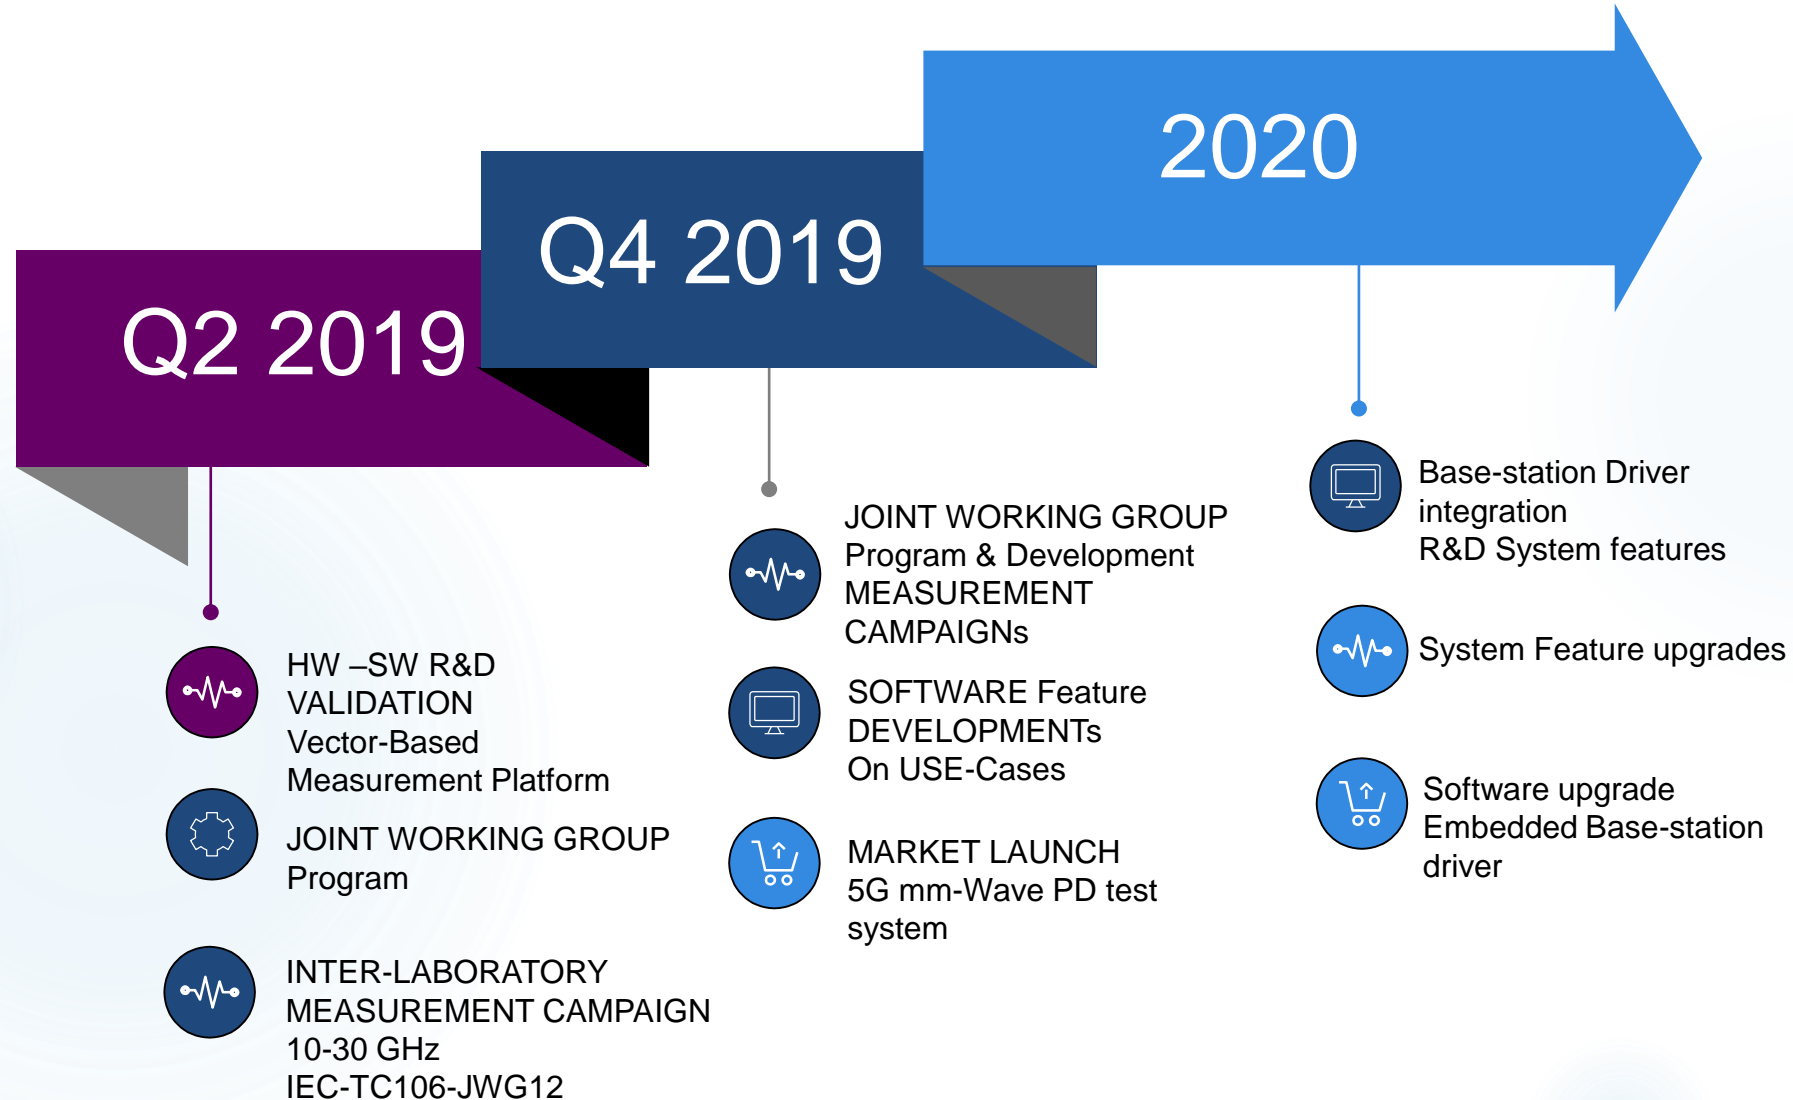 Q2 2019
Q4 2019
2020
HW –SW R&D
VALIDATION
Vector-Based
Measurement Platform
JOINT WORKING GROUP
Program
INTER-LABORATORY
MEASUREMENT CAMPAIGN
10-30 GHz
IEC-TC106-JWG12
JOINT WORKING GROUP
Program & Development
MEASUREMENT
CAMPAIGNs
SOFTWARE Feature
DEVELOPMENTs
On USE-Cases
MARKET LAUNCH
5G mm-Wave PD test
system
Base-station Driver
integration
R&D System features
System Feature upgrades
Software upgrade
Embedded Base-station
driver